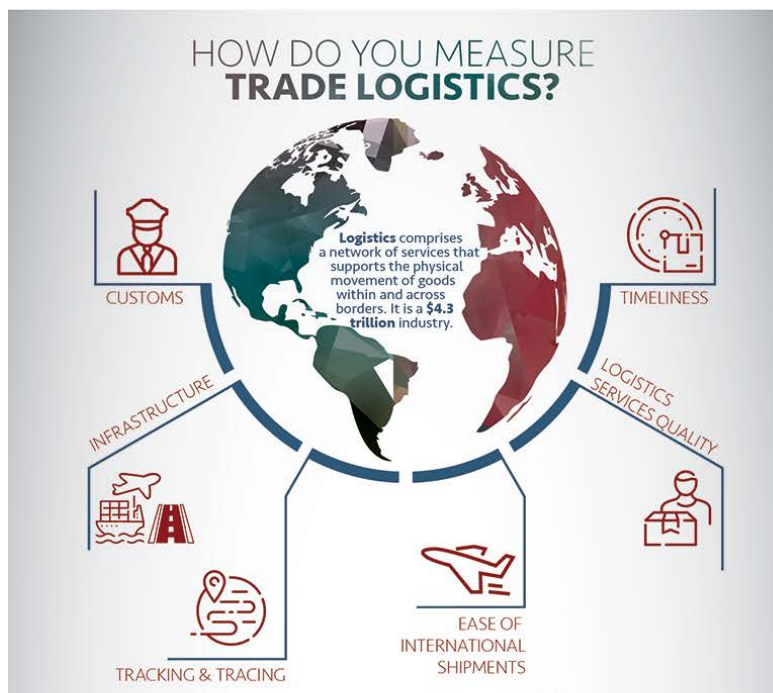 HOW DO YOU MEASURE
TRADE LOGISTICS?
Logistics comprises
a network of services that
supports the physical
movement of goods
within and across
borders. It is a $4.3
trillion industry.
CUSTOMS
TIMELINESS
INFRASTRUCTURE
LOGISTICS
SERVICES QUALITY
TRACKING & TRACING
EASE OF
INTERNATIONAL
SHIPMENTS